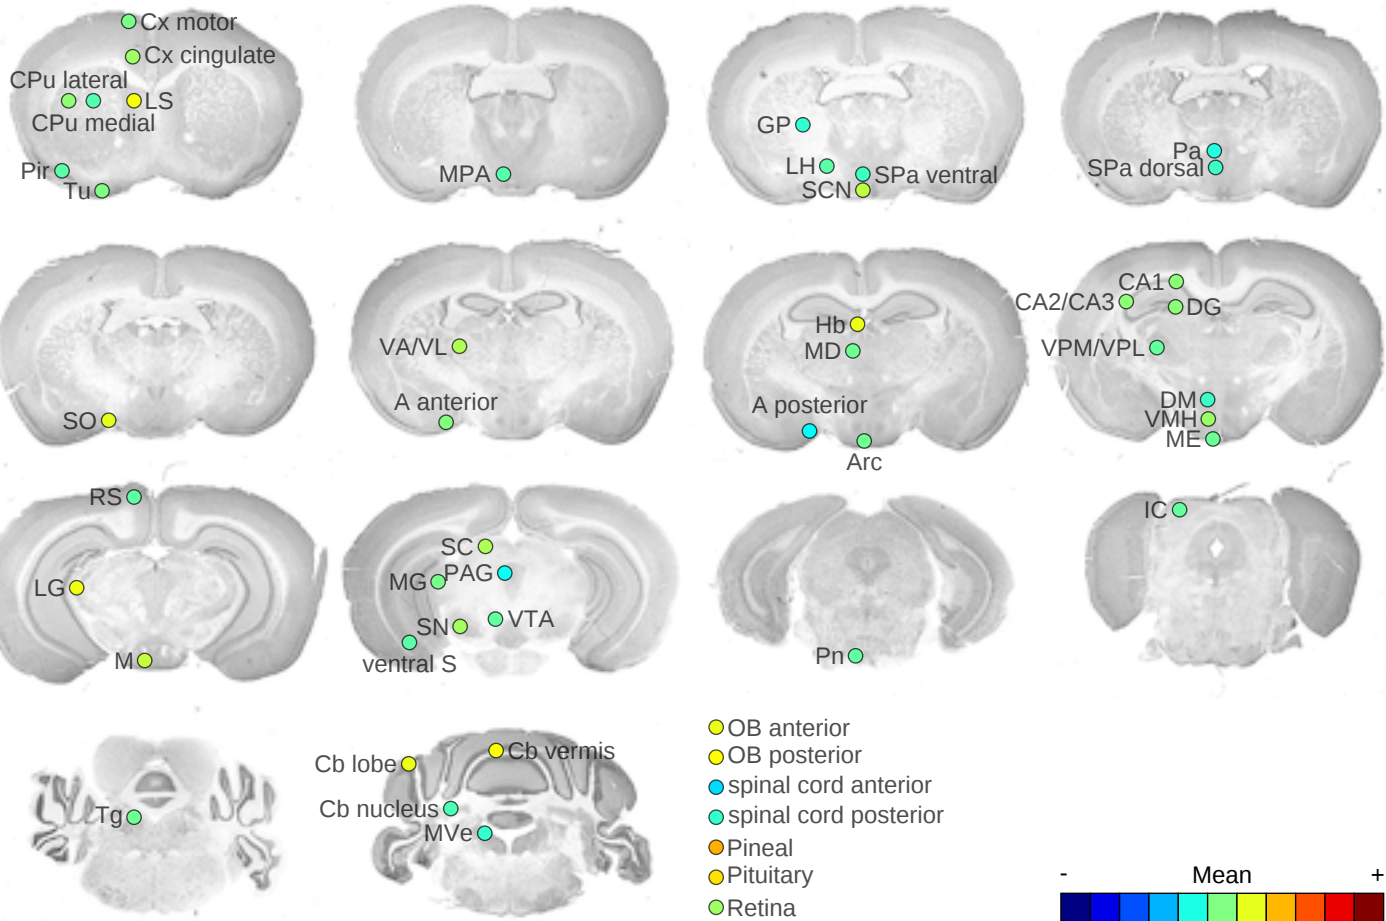 Cx motor
Cx cingulate
CPu lateral
LS
CPu medial
Pir
Tu
MPA
GP
LH
SPa ventral
SCN
Pa
SPa dorsal
SO
VA/VL
A anterior
Hb
MD
A posterior
Arc
CA1
CA2/CA3
DG
VPM/VPL
DM
VMH
ME
RS
LG
M
SC
PAG
MG
SN
VTA
ventral S
Pn
IC
Tg
Cb lobe
Cb vermis
Cb nucleus
MVe
OB anterior
OB posterior
spinal cord anterior
spinal cord posterior
Pineal
Pituitary
Retina
- Mean +